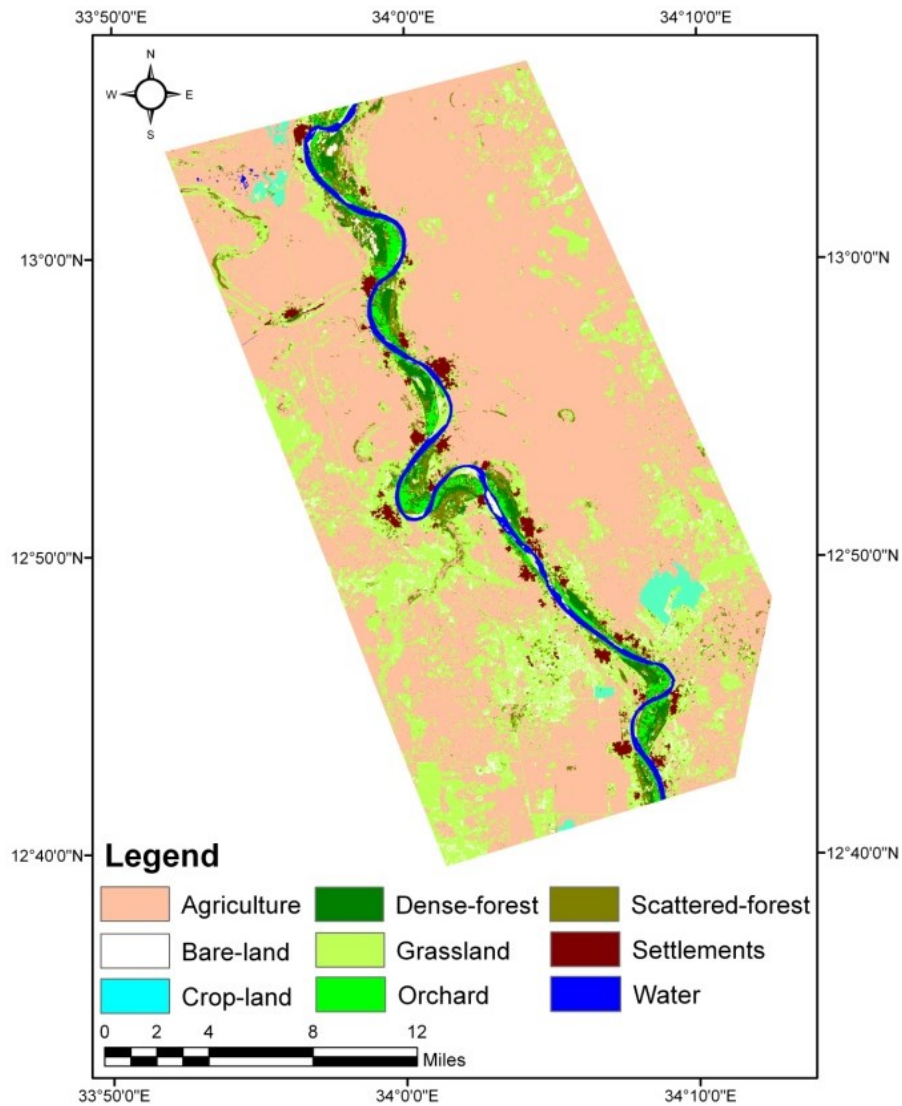 33°50'0"E 34°0'0"E 34°10'0"E
N
W E
S
13°0'0"N 13°0'0"N
12°50'0"N 12°50'0"N
12°40'0"N 12°40'0"N
Legend
Agriculture Dense-forest Scattered-forest
Bare-land Grassland Settlements
Crop-land Orchard Water
0 2 4 8 12
Miles
33°50'0"E 34°0'0"E 34°10'0"E